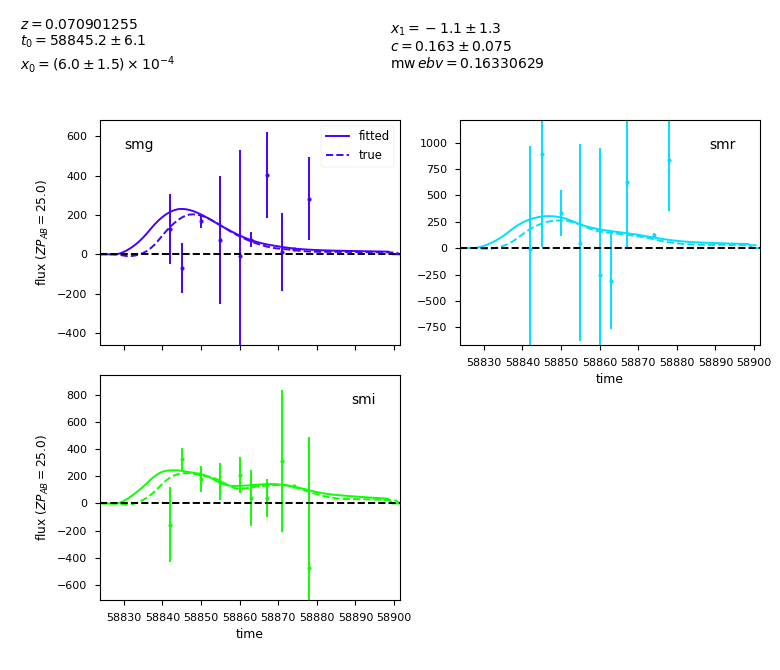 z = 0.070901255
t₀ = 58845.2 ± 6.1
x₀ = (6.0 ± 1.5) × 10⁻⁴
x₁ = −1.1 ± 1.3
c = 0.163 ± 0.075
mw ebv = 0.16330629
smg
fitted
true
flux (ZP_AB = 25.0)
600
400
200
0
−200
−400
smr
1000
750
500
250
0
−250
−500
−750
58830 58840 58850 58860 58870 58880 58890 58900
time
smi
flux (ZP_AB = 25.0)
800
600
400
200
0
−200
−400
−600
58830 58840 58850 58860 58870 58880 58890 58900
time